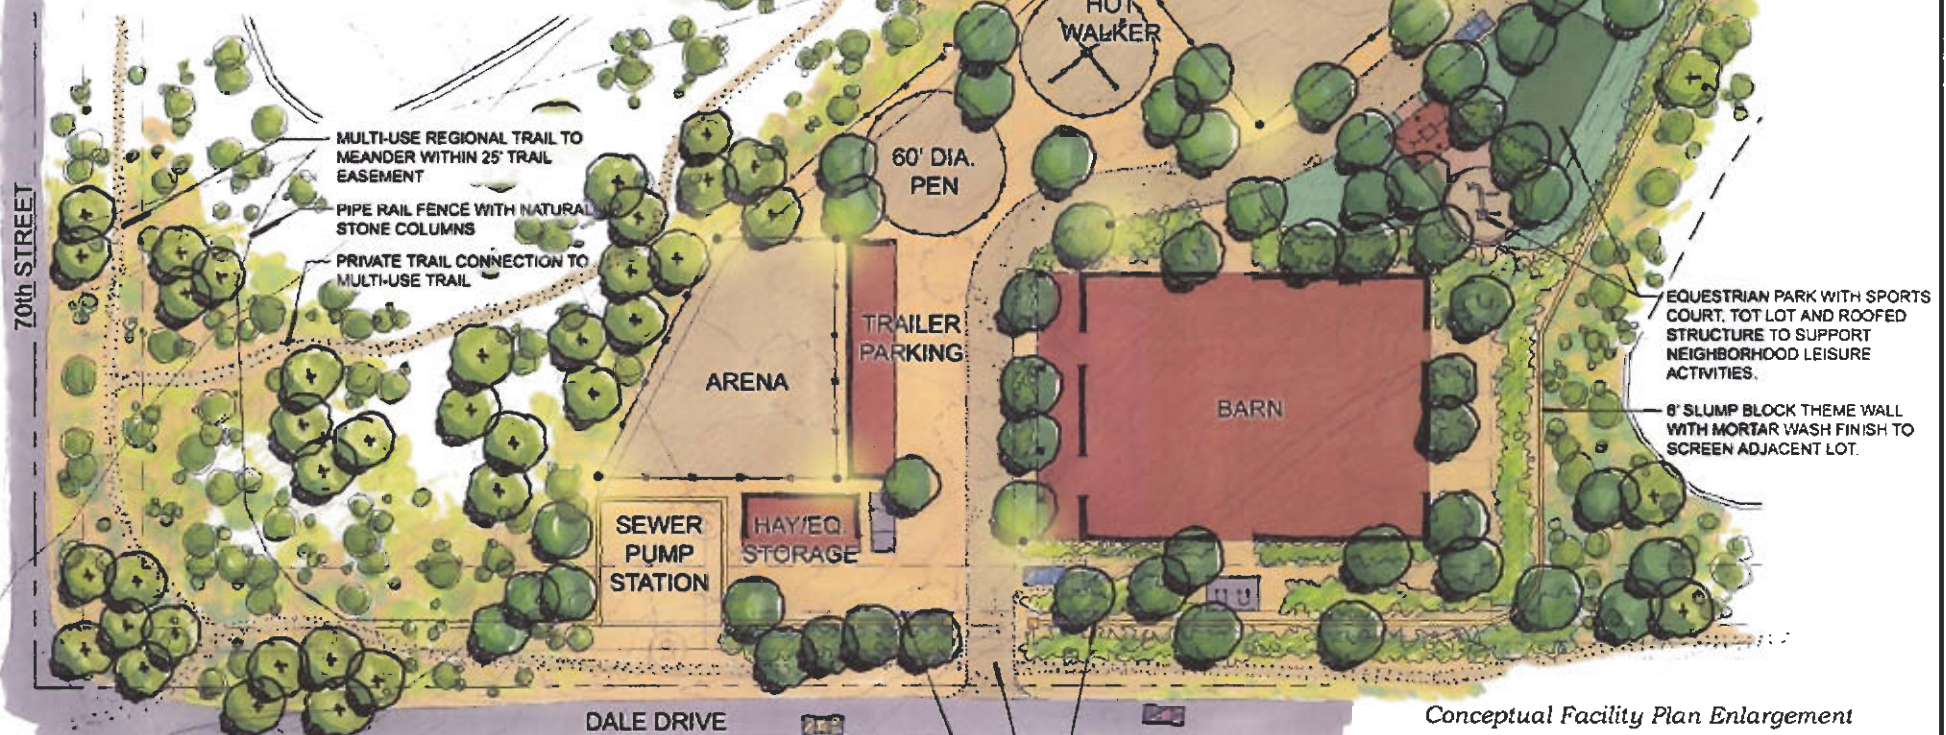 HOT
WALKER
MULTI-USE REGIONAL TRAIL TO
MEANDER WITHIN 25' TRAIL
EASEMENT
60' DIA.
PEN
PIPE RAIL FENCE WITH NATURAL
STONE COLUMNS
70th STREET
PRIVATE TRAIL CONNECTION TO
MULTI-USE TRAIL
TRAILER
PARKING
ARENA
BARN
EQUESTRIAN PARK WITH SPORTS
COURT, TOT LOT AND ROOFED
STRUCTURE TO SUPPORT
NEIGHBORHOOD LEISURE
ACTIVITIES.
6' SLUMP BLOCK THEME WALL
WITH MORTAR WASH FINISH TO
SCREEN ADJACENT LOT.
SEWER
PUMP
STATION
HAY/EQ.
STORAGE
DALE DRIVE
Conceptual Facility Plan Enlargement